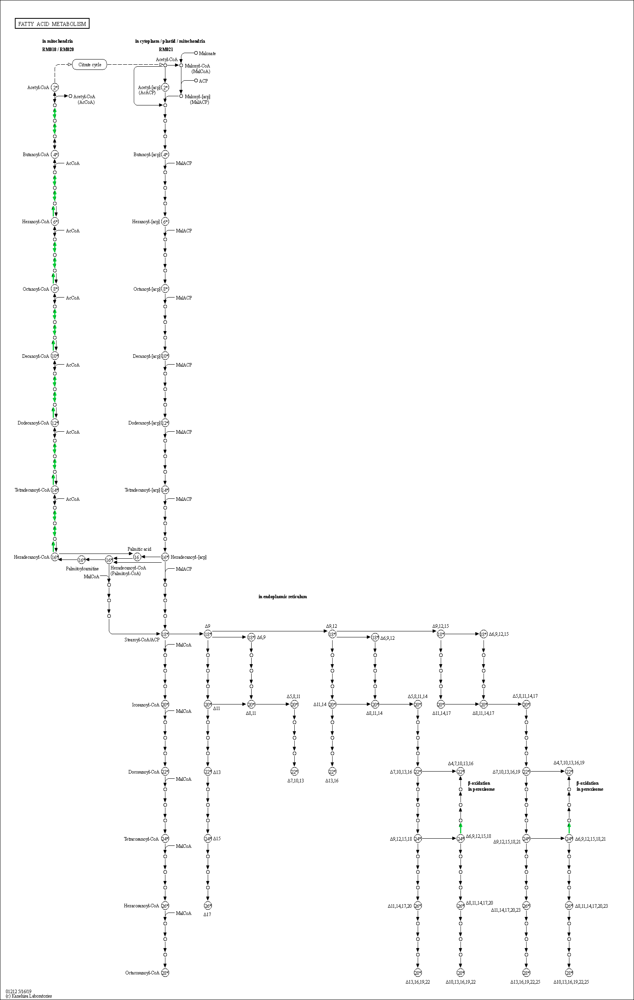 FATTY ACID METABOLISM
in mitochondria
RM018 / RM020
in cytoplasm / plastid / mitochondria
RM021
Malonate
Acetyl-CoA
Citrate cycle
Malonyl-CoA
(MalCoA)
ACP
Acetyl-CoA
2*
Acetyl-[acp]
(AcACP)
2*
Acetyl-CoA
(AcCoA)
Malonyl-[acp]
(MalACP)
Butanoyl-CoA
4*
Butanoyl-[acp]
4*
AcCoA
MalACP
Hexanoyl-CoA
6*
Hexanoyl-[acp]
6*
AcCoA
MalACP
Octanoyl-CoA
8*
Octanoyl-[acp]
8*
AcCoA
MalACP
Decanoyl-CoA
10*
Decanoyl-[acp]
10*
AcCoA
MalACP
Dodecanoyl-CoA
12*
Dodecanoyl-[acp]
12*
AcCoA
MalACP
Tetradecanoyl-CoA
14*
Tetradecanoyl-[acp]
14*
AcCoA
MalACP
Palmitic acid
Hexadecanoyl-CoA
16*
16*
16*
16
16*
Hexadecanoyl-[acp]
Palmitoylcarnitine
Hexadecanoyl-CoA
(Palmitoyl-CoA)
MalACP
MalCoA
in endoplasmic reticulum
Δ9
Δ9,12
Δ9,12,15
18*
18*
18*
Δ6,9
18*
18*
Δ6,9,12
18*
18*
Δ6,9,12,15
Stearoyl-CoA/ACP
MalCoA
Δ5,8,11
Δ5,8,11,14
Δ5,8,11,14,17
Icosanoyl-CoA
20*
20*
Δ11
20*
Δ8,11
20*
Δ11,14
20*
20*
Δ8,11,14
20*
20*
Δ11,14,17
20*
Δ8,11,14,17
20*
MalCoA
Δ4,7,10,13,16
Δ4,7,10,13,16,19
Docosanoyl-CoA
22*
22*
Δ13
22*
Δ7,10,13
22*
Δ13,16
Δ7,10,13,16
22*
22*
Δ7,10,13,16,19
22*
22*
MalCoA
β-oxidation
in peroxisome
β-oxidation
in peroxisome
Tetracosanoyl-CoA
24*
24*
Δ15
Δ9,12,15,18
24*
24*
Δ6,9,12,15,18
Δ9,12,15,18,21
24*
24*
Δ6,9,12,15,18,21
MalCoA
Hexacosanoyl-CoA
26*
26*
Δ17
Δ11,14,17,20
26*
26*
Δ8,11,14,17,20
Δ11,14,17,20,23
26*
26*
Δ8,11,14,17,20,23
MalCoA
Octacosanoyl-CoA
28*
28*
28*
28*
28*
Δ13,16,19,22
Δ10,13,16,19,22
Δ13,16,19,22,25
Δ10,13,16,19,22,25
01212 5/16/19
(c) Kanehisa Laboratories